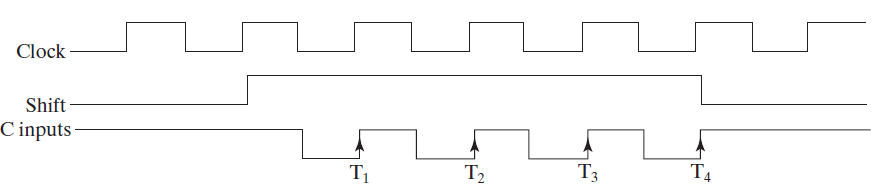 Clock
Shift
C inputs
T₁ T₂ T₃ T₄